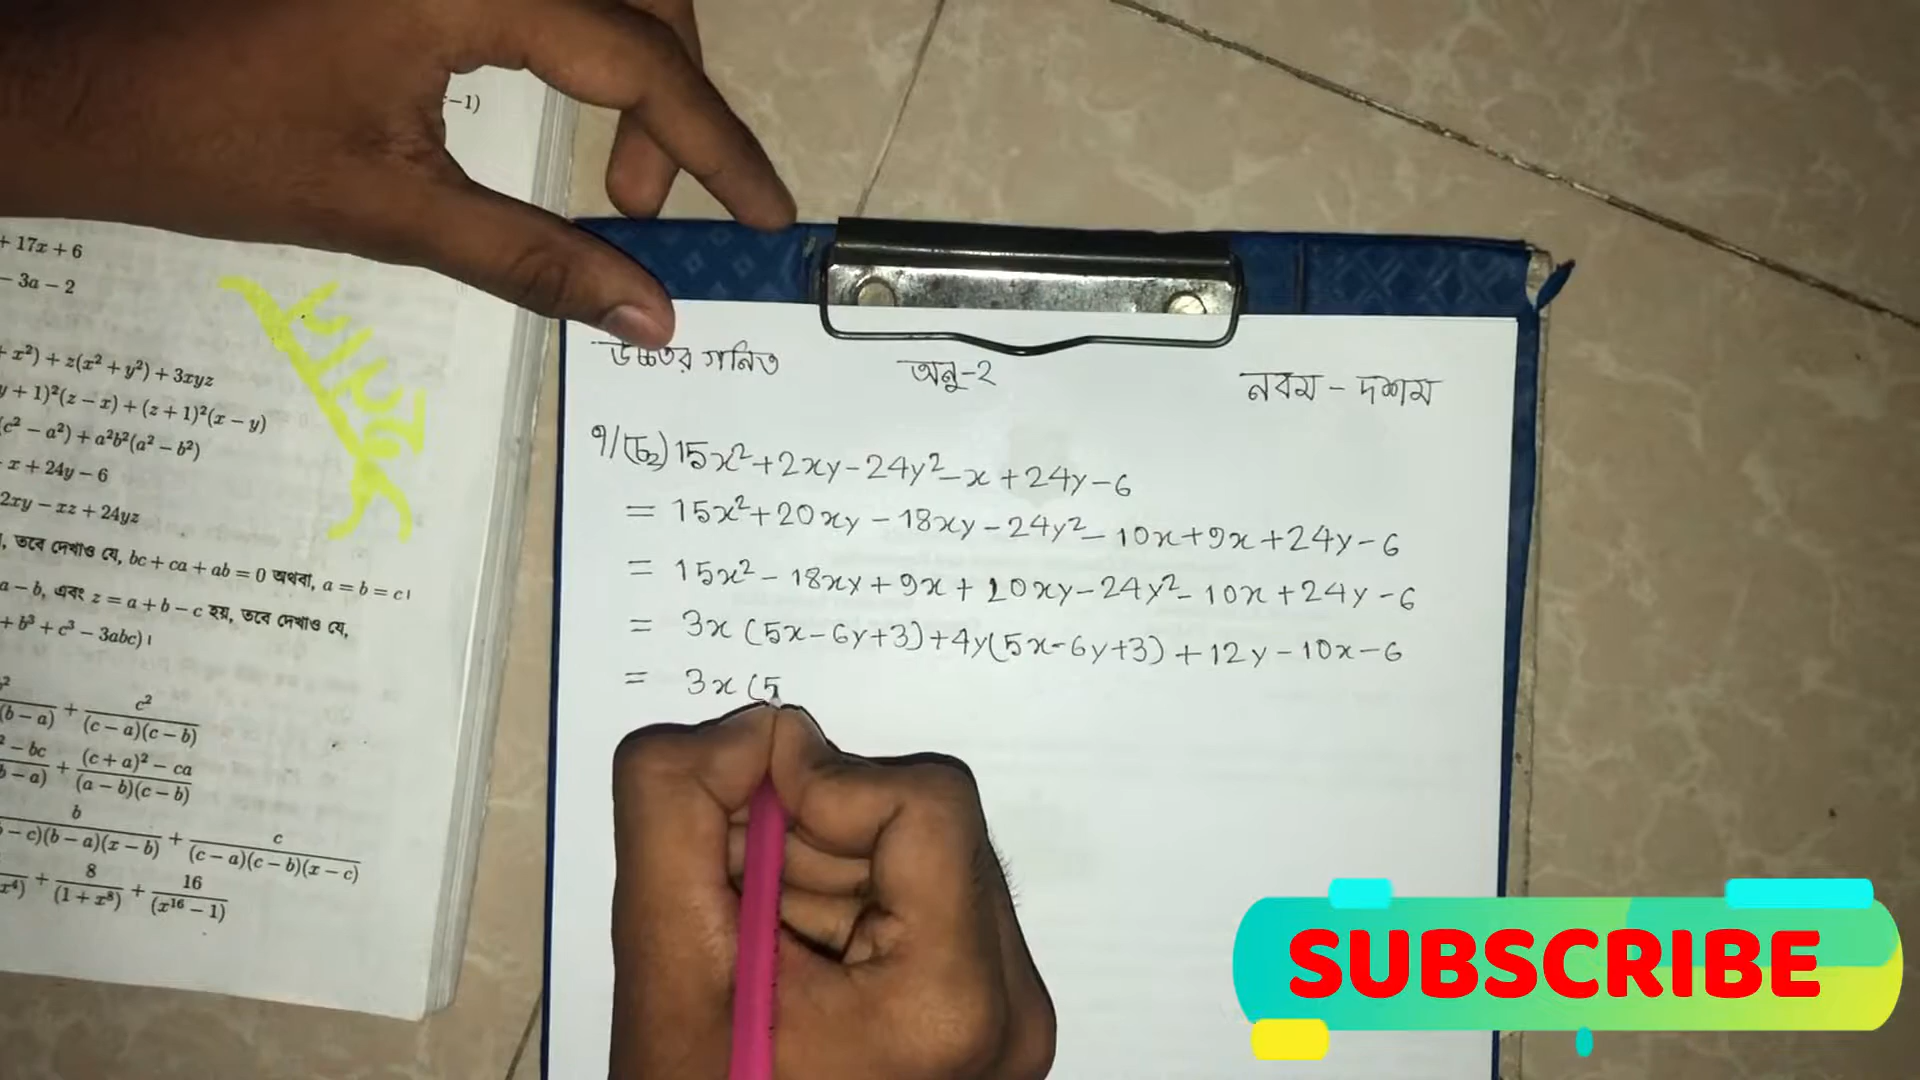 -1)
+ 17x + 6
- 3a - 2
+ x²) + z(x² + y²) + 3xyz
y + 1)²(z - x) + (z + 1)²(x - y)
(c² - a²) + a²b²(a² - b²)
x + 24y - 6
2xy - xz + 24yz
, তবে দেখাও যে, bc + ca + ab = 0 অথবা, a = b = c।
a - b, এবং z = a + b - c হয়, তবে দেখাও যে,
+ b³ + c³ - 3abc)।
(b - a) + c²/((c - a)(c - b))
² - bc/(b - a) + ((c + a)² - ca)/((a - b)(c - b))
b/(b - c)(b - a)(x - b) + c/((c - a)(c - b)(x - c))
x⁴) + 8/(1 + x⁸) + 16/(x¹⁶ - 1)
উচ্চতর গনিত অনু-২ নবম - দশম
৭/(চ) 15x²+2xy-24y²-x+24y-6
= 15x²+20xy-18xy-24y²-10x+9x+24y-6
= 15x²-18xy+9x+20xy-24y²-10x+24y-6
= 3x(5x-6y+3)+4y(5x-6y+3)+12y-10x-6
= 3x(5
SUBSCRIBE